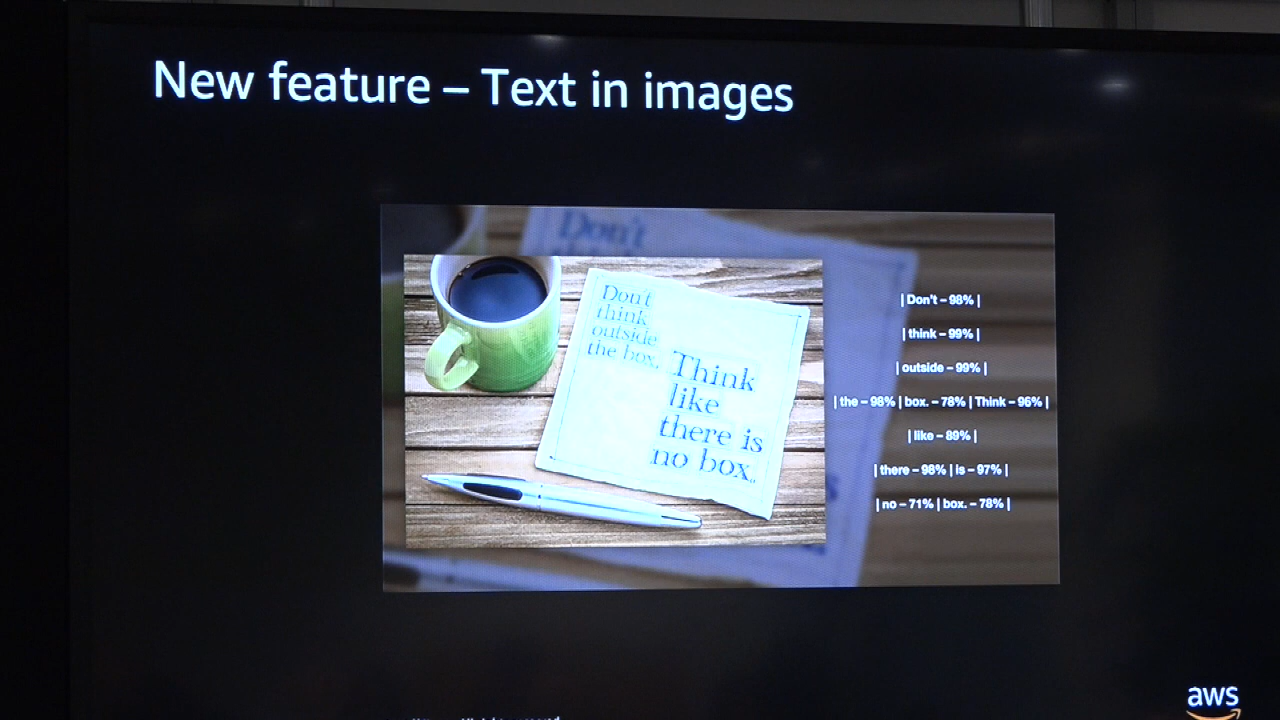 New feature – Text in images
Don't
Don't
think
outside
the box.
Think
like
there is
no box.
| Don't – 98% |
| think – 99% |
| outside – 99% |
| the – 98% | box. – 78% | Think – 96% |
| like – 89% |
| there – 98% | is – 97% |
| no – 71% | box. – 78% |
aws